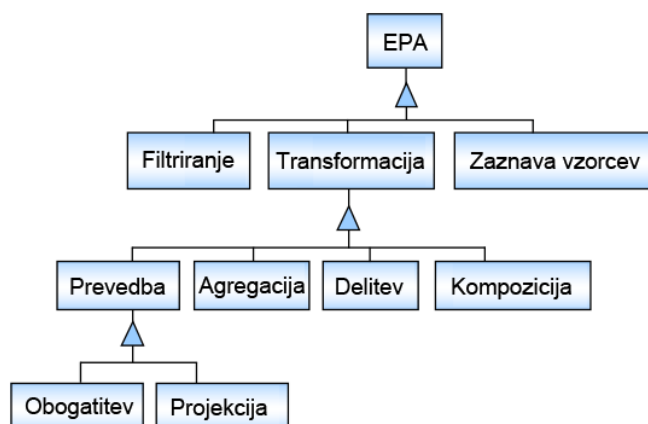 EPA
Filtriranje
Transformacija
Zaznava vzorcev
Prevedba
Agregacija
Delitev
Kompozicija
Obogatitev
Projekcija